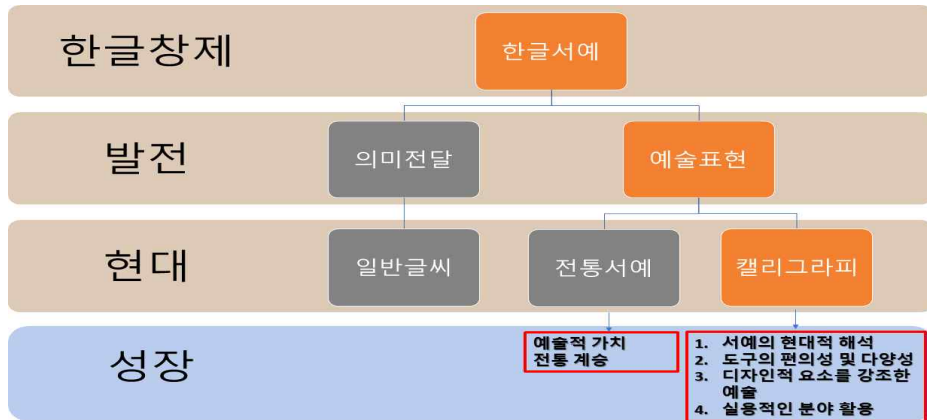 한글창제
한글서예
발전
의미전달
예술표현
현대
일반글씨
전통서예
캘리그라피
성장
예술적 가치
전통 계승
1. 서예의 현대적 해석
2. 도구의 편의성 및 다양성
3. 디자인적 요소를 강조한
예술
4. 실용적인 분야 활용